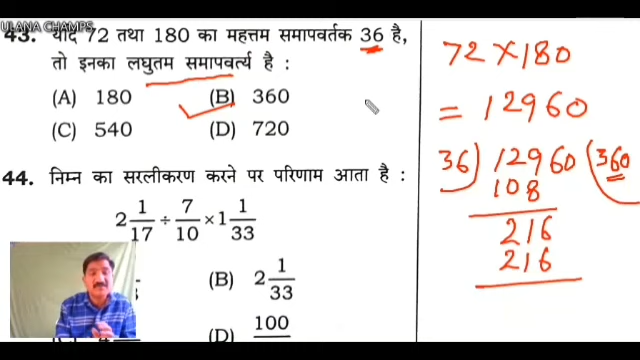 ULANA CHAMPS
43. यदि 72 तथा 180 का महत्तम समापवर्तक 36 है,
तो इनका लघुतम समापवर्त्य है :
(A) 180 (B) 360
(C) 540 (D) 720
44. निम्न का सरलीकरण करने पर परिणाम आता है :
2 1/17 ÷ 7/10 × 1 1/33
(B) 2 1/33
(D) 100
72 × 180
= 12960
36 ) 12960 ( 360
108
216
216